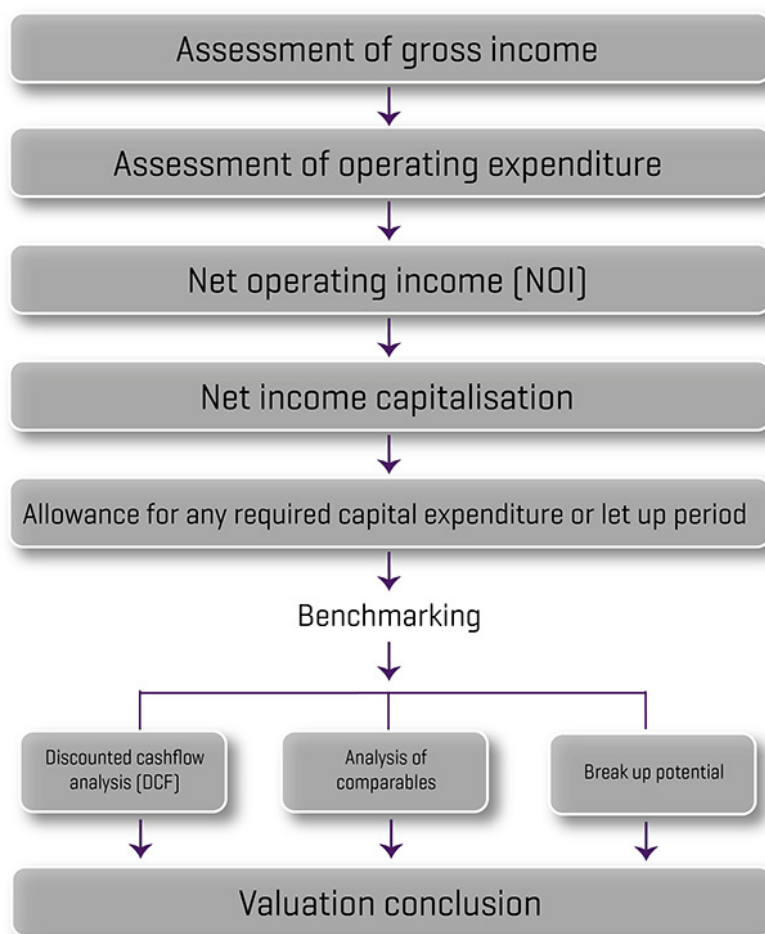 Assessment of gross income
Assessment of operating expenditure
Net operating income (NOI)
Net income capitalisation
Allowance for any required capital expenditure or let up period
Benchmarking
Discounted cashflow
analysis (DCF)
Analysis of
comparables
Break up potential
Valuation conclusion